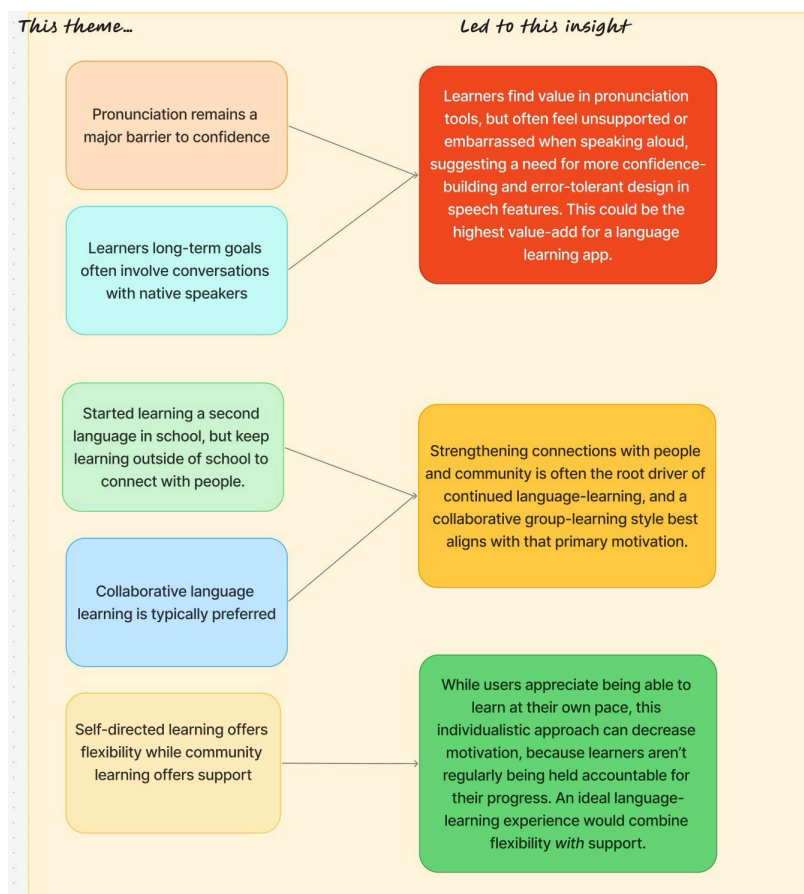 This theme...
Led to this insight
Pronunciation remains a
major barrier to confidence
Learners find value in pronunciation
tools, but often feel unsupported or
embarrassed when speaking aloud,
suggesting a need for more confidence-
building and error-tolerant design in
speech features. This could be the
highest value-add for a language
learning app.
Learners long-term goals
often involve conversations
with native speakers
Started learning a second
language in school, but keep
learning outside of school to
connect with people.
Strengthening connections with people
and community is often the root driver of
continued language-learning, and a
collaborative group-learning style best
aligns with that primary motivation.
Collaborative language
learning is typically preferred
Self-directed learning offers
flexibility while community
learning offers support
While users appreciate being able to
learn at their own pace, this
individualistic approach can decrease
motivation, because learners aren’t
regularly being held accountable for
their progress. An ideal language-
learning experience would combine
flexibility with support.